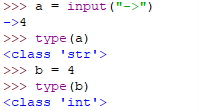 >>> a = input("->")
->4
>>> type(a)
<class 'str'>
>>> b = 4
>>> type(b)
<class 'int'>